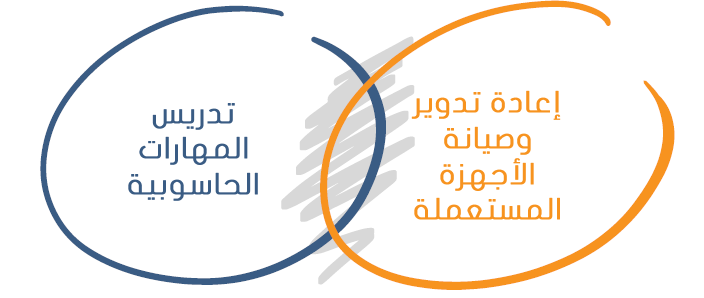 إعادة تدوير
وصيانة
الأجهزة
المستعملة
تدريس
المهارات
الحاسوبية